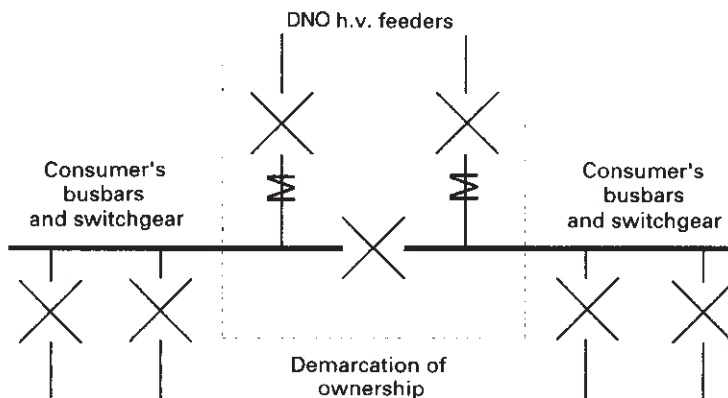 DNO h.v. feeders
Consumer's
busbars
and switchgear
Consumer's
busbars
and switchgear
Demarcation of
ownership